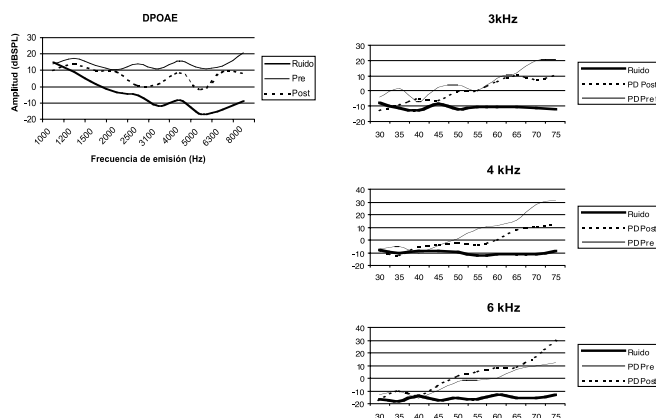 DPOAE
Amplitud (dBSPL)
30
20
10
0
-10
-20
1000
1200
1500
2000
2500
3100
4000
5000
6300
8000
Frecuencia de emisión (Hz)
Ruido
Pre
Post
3kHz
30
20
10
0
-10
-20
30 35 40 45 50 55 60 65 70 75
Ruido
PD Post
PD Pre
4 kHz
40
30
20
10
0
-10
-20
30 35 40 45 50 55 60 65 70 75
Ruido
PD Post
PD Pre
6 kHz
40
30
20
10
0
-10
-20
30 35 40 45 50 55 60 65 70 75
Ruido
PD Pre
PD Post